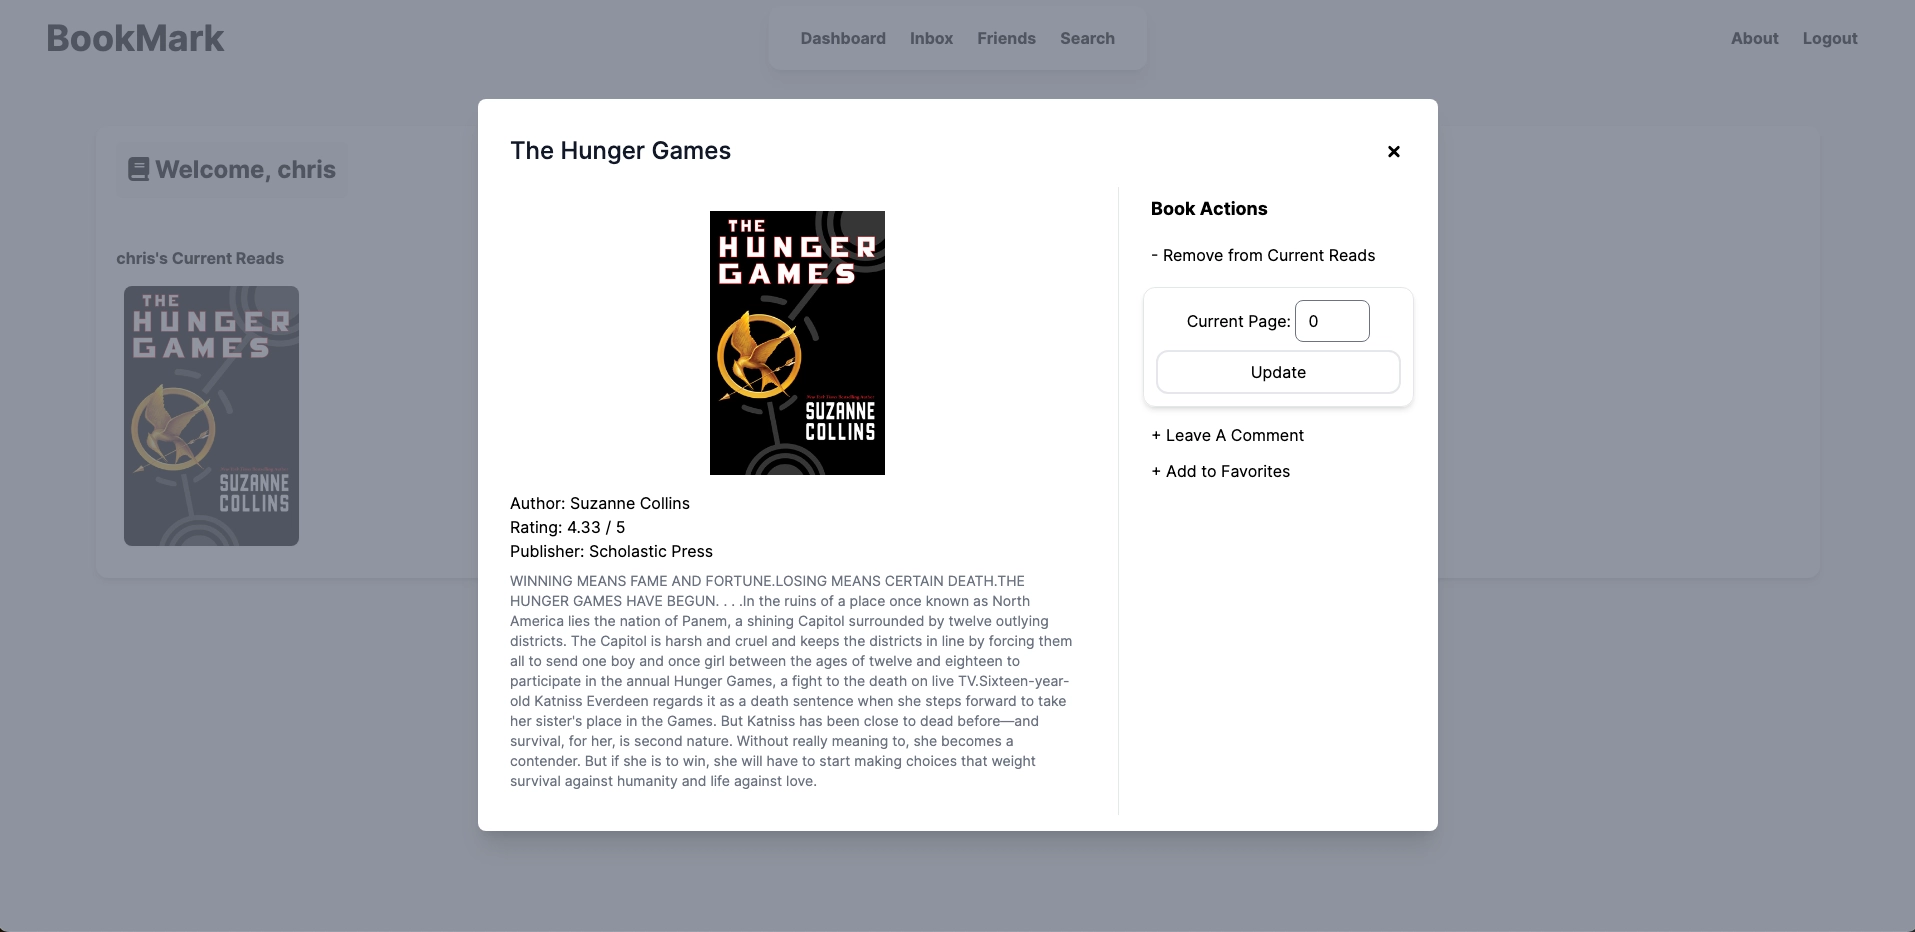 BookMark
Dashboard Inbox Friends Search
About Logout
The Hunger Games
Welcome, chris
chris's Current Reads
THE
HUNGER
GAMES
SUZANNE
COLLINS
THE
HUNGER
GAMES
SUZANNE
COLLINS
Author: Suzanne Collins
Rating: 4.33 / 5
Publisher: Scholastic Press
WINNING MEANS FAME AND FORTUNE.LOSING MEANS CERTAIN DEATH.THE
HUNGER GAMES HAVE BEGUN. . . .In the ruins of a place once known as North
America lies the nation of Panem, a shining Capitol surrounded by twelve outlying
districts. The Capitol is harsh and cruel and keeps the districts in line by forcing them
all to send one boy and once girl between the ages of twelve and eighteen to
participate in the annual Hunger Games, a fight to the death on live TV.Sixteen-year-
old Katniss Everdeen regards it as a death sentence when she steps forward to take
her sister's place in the Games. But Katniss has been close to dead before—and
survival, for her, is second nature. Without really meaning to, she becomes a
contender. But if she is to win, she will have to start making choices that weight
survival against humanity and life against love.
Book Actions
- Remove from Current Reads
Current Page: 0
Update
+ Leave A Comment
+ Add to Favorites